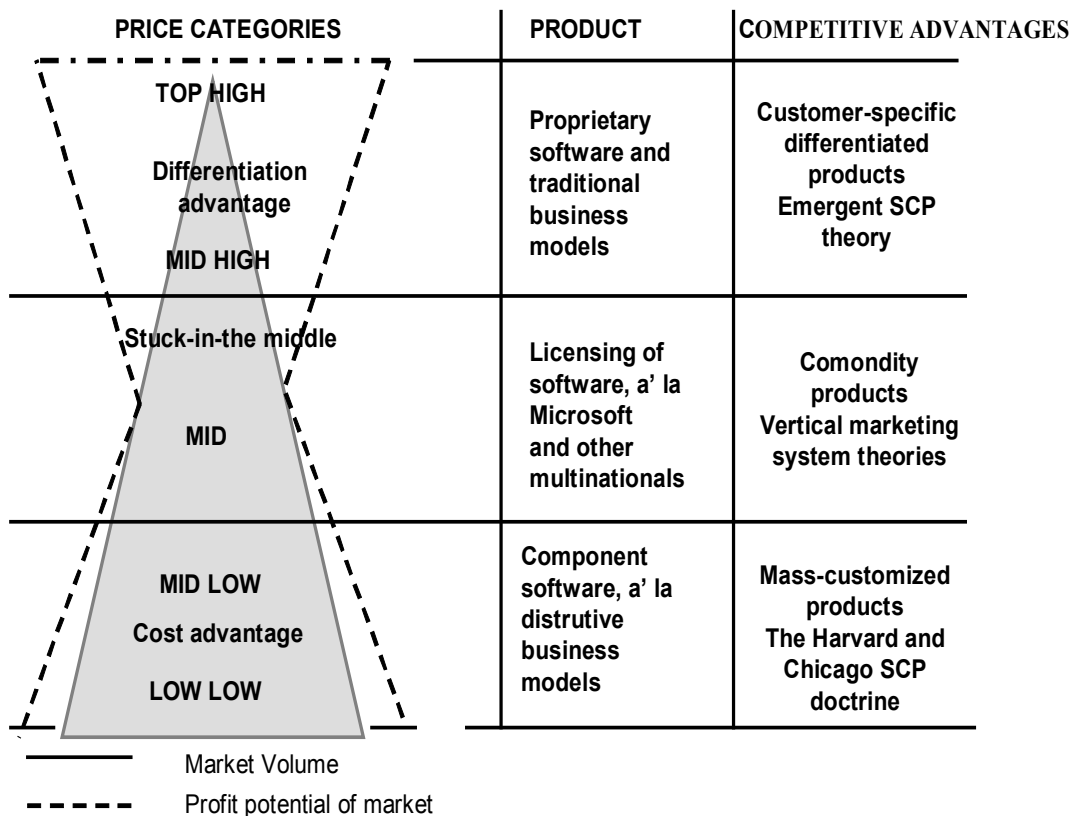 PRICE CATEGORIES
PRODUCT
COMPETITIVE ADVANTAGES
TOP HIGH
Differentiation
advantage
MID HIGH
Proprietary
software and
traditional
business
models
Customer-specific
differentiated
products
Emergent SCP
theory
Stuck-in-the middle
MID
Licensing of
software, a’ la
Microsoft
and other
multinationals
Comondity
products
Vertical marketing
system theories
MID LOW
Cost advantage
LOW LOW
Component
software, a’ la
distrutive
business
models
Mass-customized
products
The Harvard and
Chicago SCP
doctrine
Market Volume
Profit potential of market